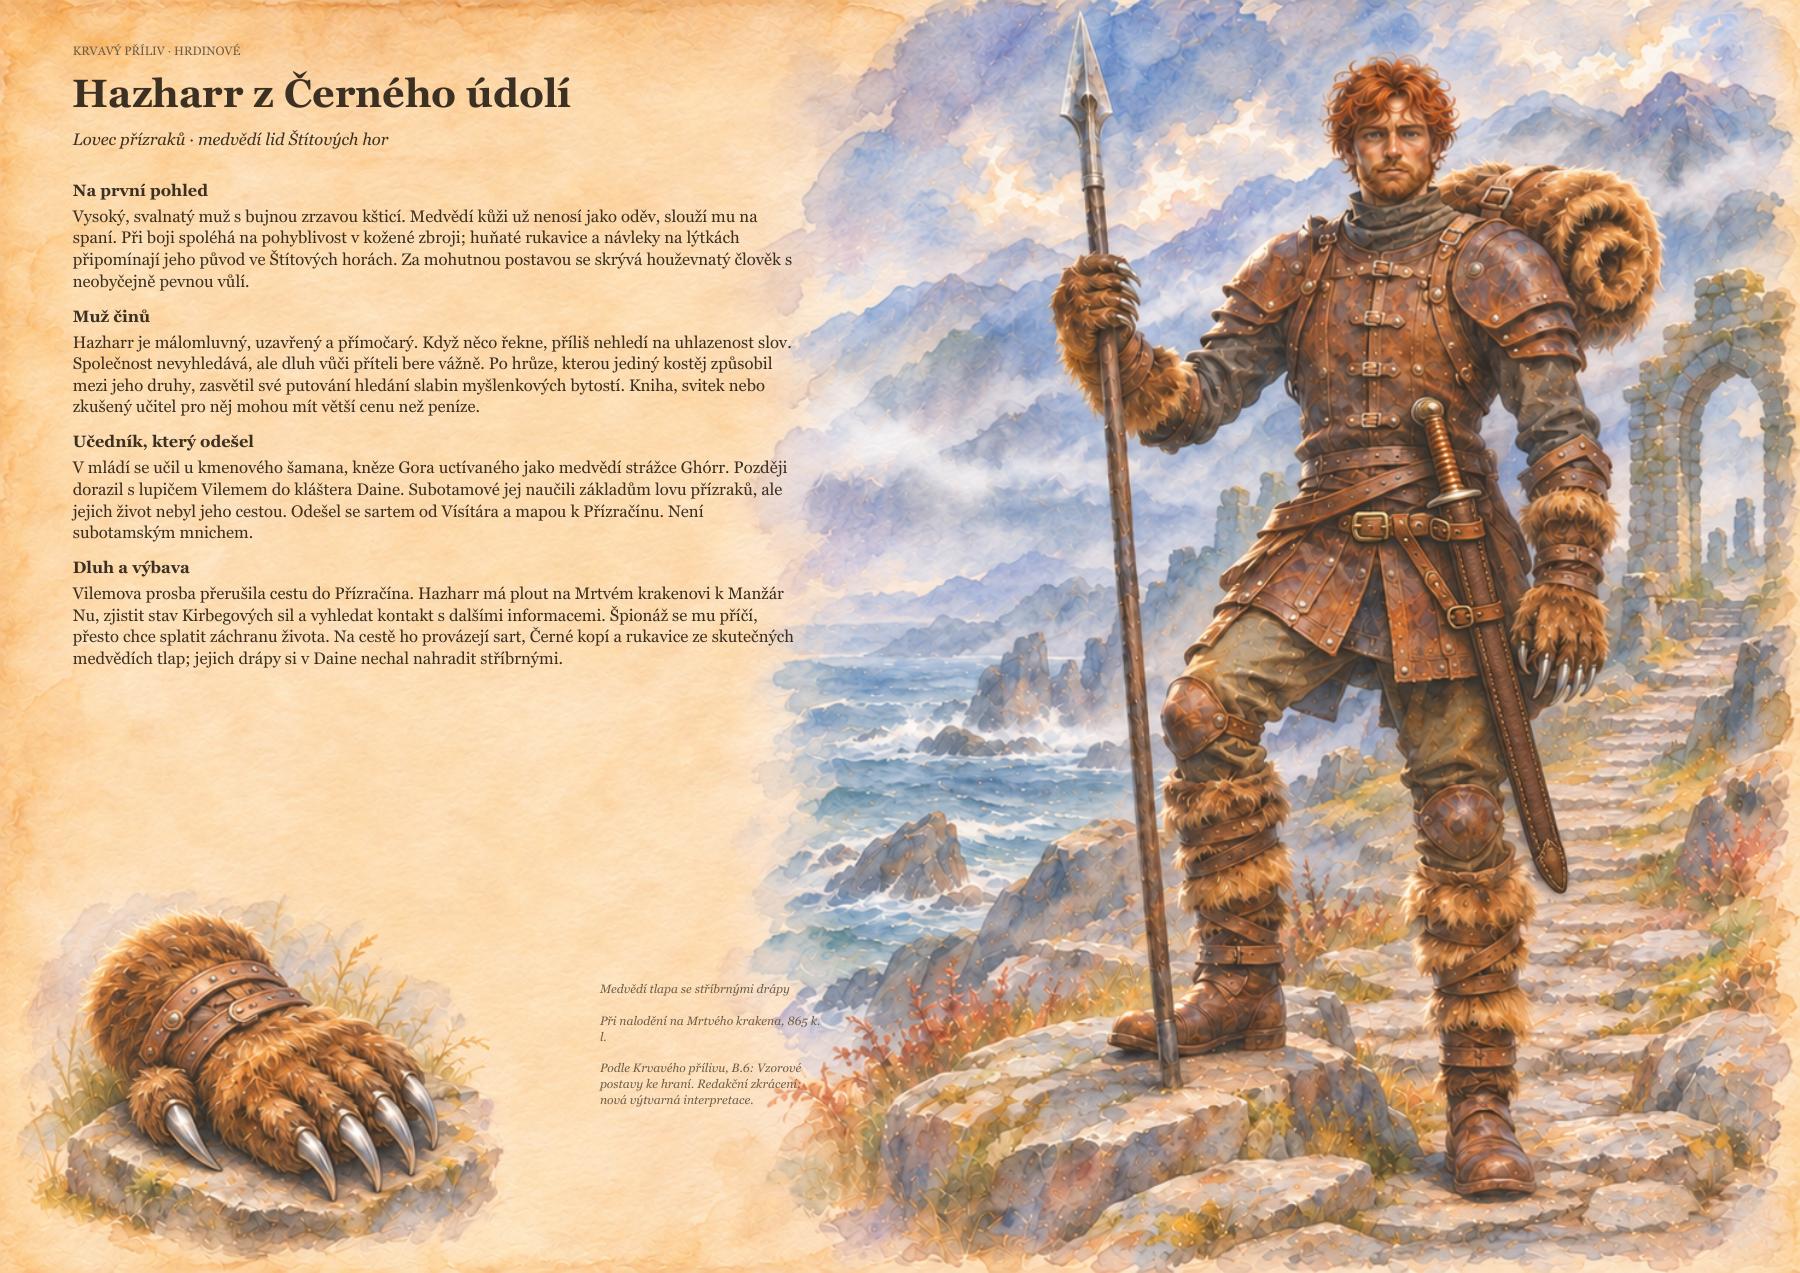 KRVAVÝ PŘÍLIV · HRDINOVÉ
Hazharr z Černého údolí
Lovec přízraků · medvědí lid Štítových hor
Na první pohled
Vysoký, svalnatý muž s bujnou zrzavou kšticí. Medvědí kůži už nenosí jako oděv, slouží mu na
spaní. Při boji spoléhá na pohyblivost v kožené zbroji; huňaté rukavice a návleky na lýtkách
připomínají jeho původ ve Štítových horách. Za mohutnou postavou se skrývá houževnatý člověk s
neobyčejně pevnou vůlí.
Muž činů
Hazharr je málomluvný, uzavřený a přímočarý. Když něco řekne, příliš nehledí na uhlazenost slov.
Společnost nevyhledává, ale dluh vůči příteli bere vážně. Po hrůze, kterou jediný kostěj způsobil
mezi jeho druhy, zasvětil své putování hledání slabin myšlenkových bytostí. Kniha, svitek nebo
zkušený učitel pro něj mohou mít větší cenu než peníze.
Učedník, který odešel
V mládí se učil u kmenového šamana, kněze Gora uctívaného jako medvědí strážce Ghórr. Později
dorazil s lupičem Vilemem do kláštera Daine. Subotamové jej naučili základům lovu přízraků, ale
jejich život nebyl jeho cestou. Odešel se sartem od Vísítára a mapou k Přízračínu. Není
subotamským mnichem.
Dluh a výbava
Vilemova prosba přerušila cestu do Přízračína. Hazharr má plout na Mrtvém krakenovi k Manžár
Nu, zjistit stav Kirbegových sil a vyhledat kontakt s dalšími informacemi. Špionáž se mu příčí,
přesto chce splatit záchranu života. Na cestě ho provázejí sart, Černé kopí a rukavice ze skutečných
medvědích tlap; jejich drápy si v Daine nechal nahradit stříbrnými.
Medvědí tlapa se stříbrnými drápy
Při nalodění na Mrtvého krakena, 865 k.
l.
Podle Krvavého přílivu, B.6: Vzorové
postavy ke hraní. Redakční zkrácení;
nová výtvarná interpretace.